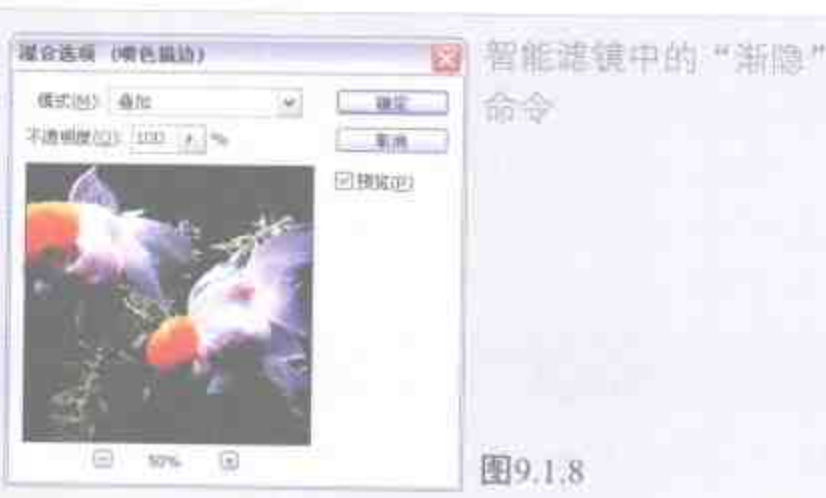 混合选项 (喷色描边)
模式(M): 叠加
确定
不透明度(O): 100 %
取消
预览(P)
50%
智能滤镜中的“渐隐”
命令
图9.1.8